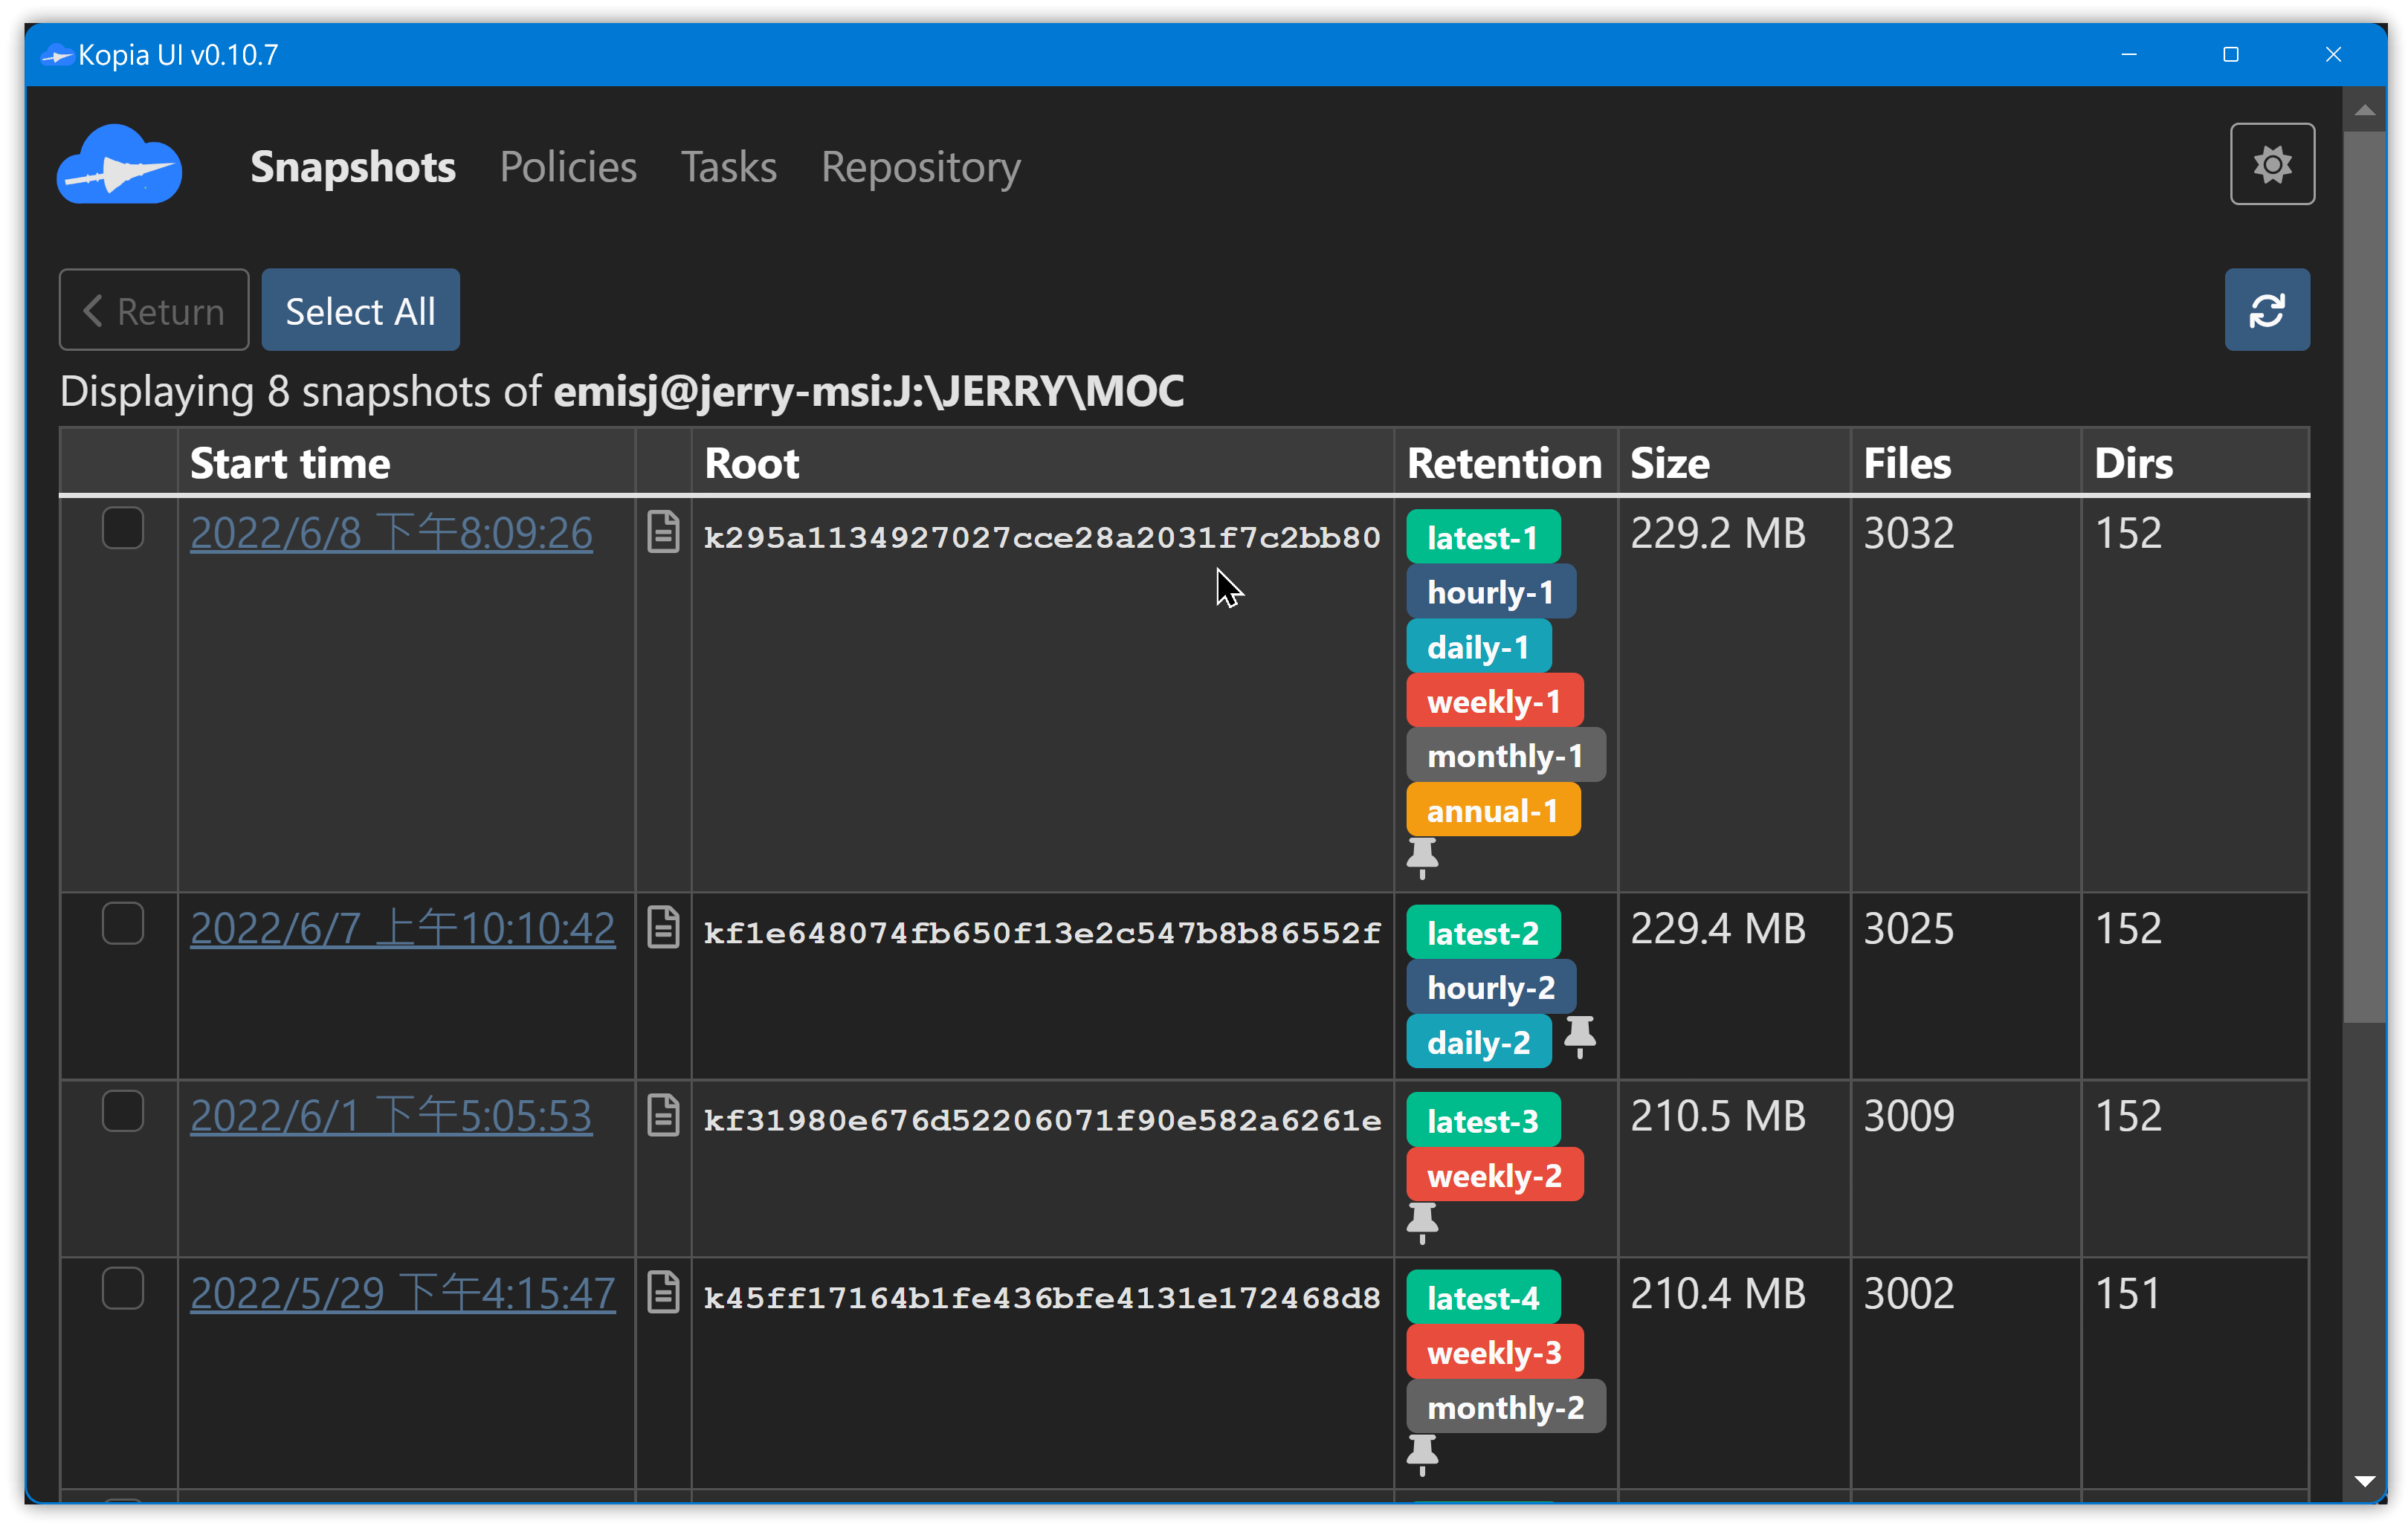 Kopia UI v0.10.7
Snapshots Policies Tasks Repository
Return Select All
Displaying 8 snapshots of emisj@jerry-msi:J:\JERRY\MOC
Start time Root Retention Size Files Dirs
2022/6/8 下午8:09:26 k295a1134927027cce28a2031f7c2bb80 latest-1 229.2 MB 3032 152
hourly-1
daily-1
weekly-1
monthly-1
annual-1
2022/6/7 上午10:10:42 kf1e648074fb650f13e2c547b8b86552f latest-2 229.4 MB 3025 152
hourly-2
daily-2
2022/6/1 下午5:05:53 kf31980e676d52206071f90e582a6261e latest-3 210.5 MB 3009 152
weekly-2
2022/5/29 下午4:15:47 k45ff17164b1fe436bfe4131e172468d8 latest-4 210.4 MB 3002 151
weekly-3
monthly-2